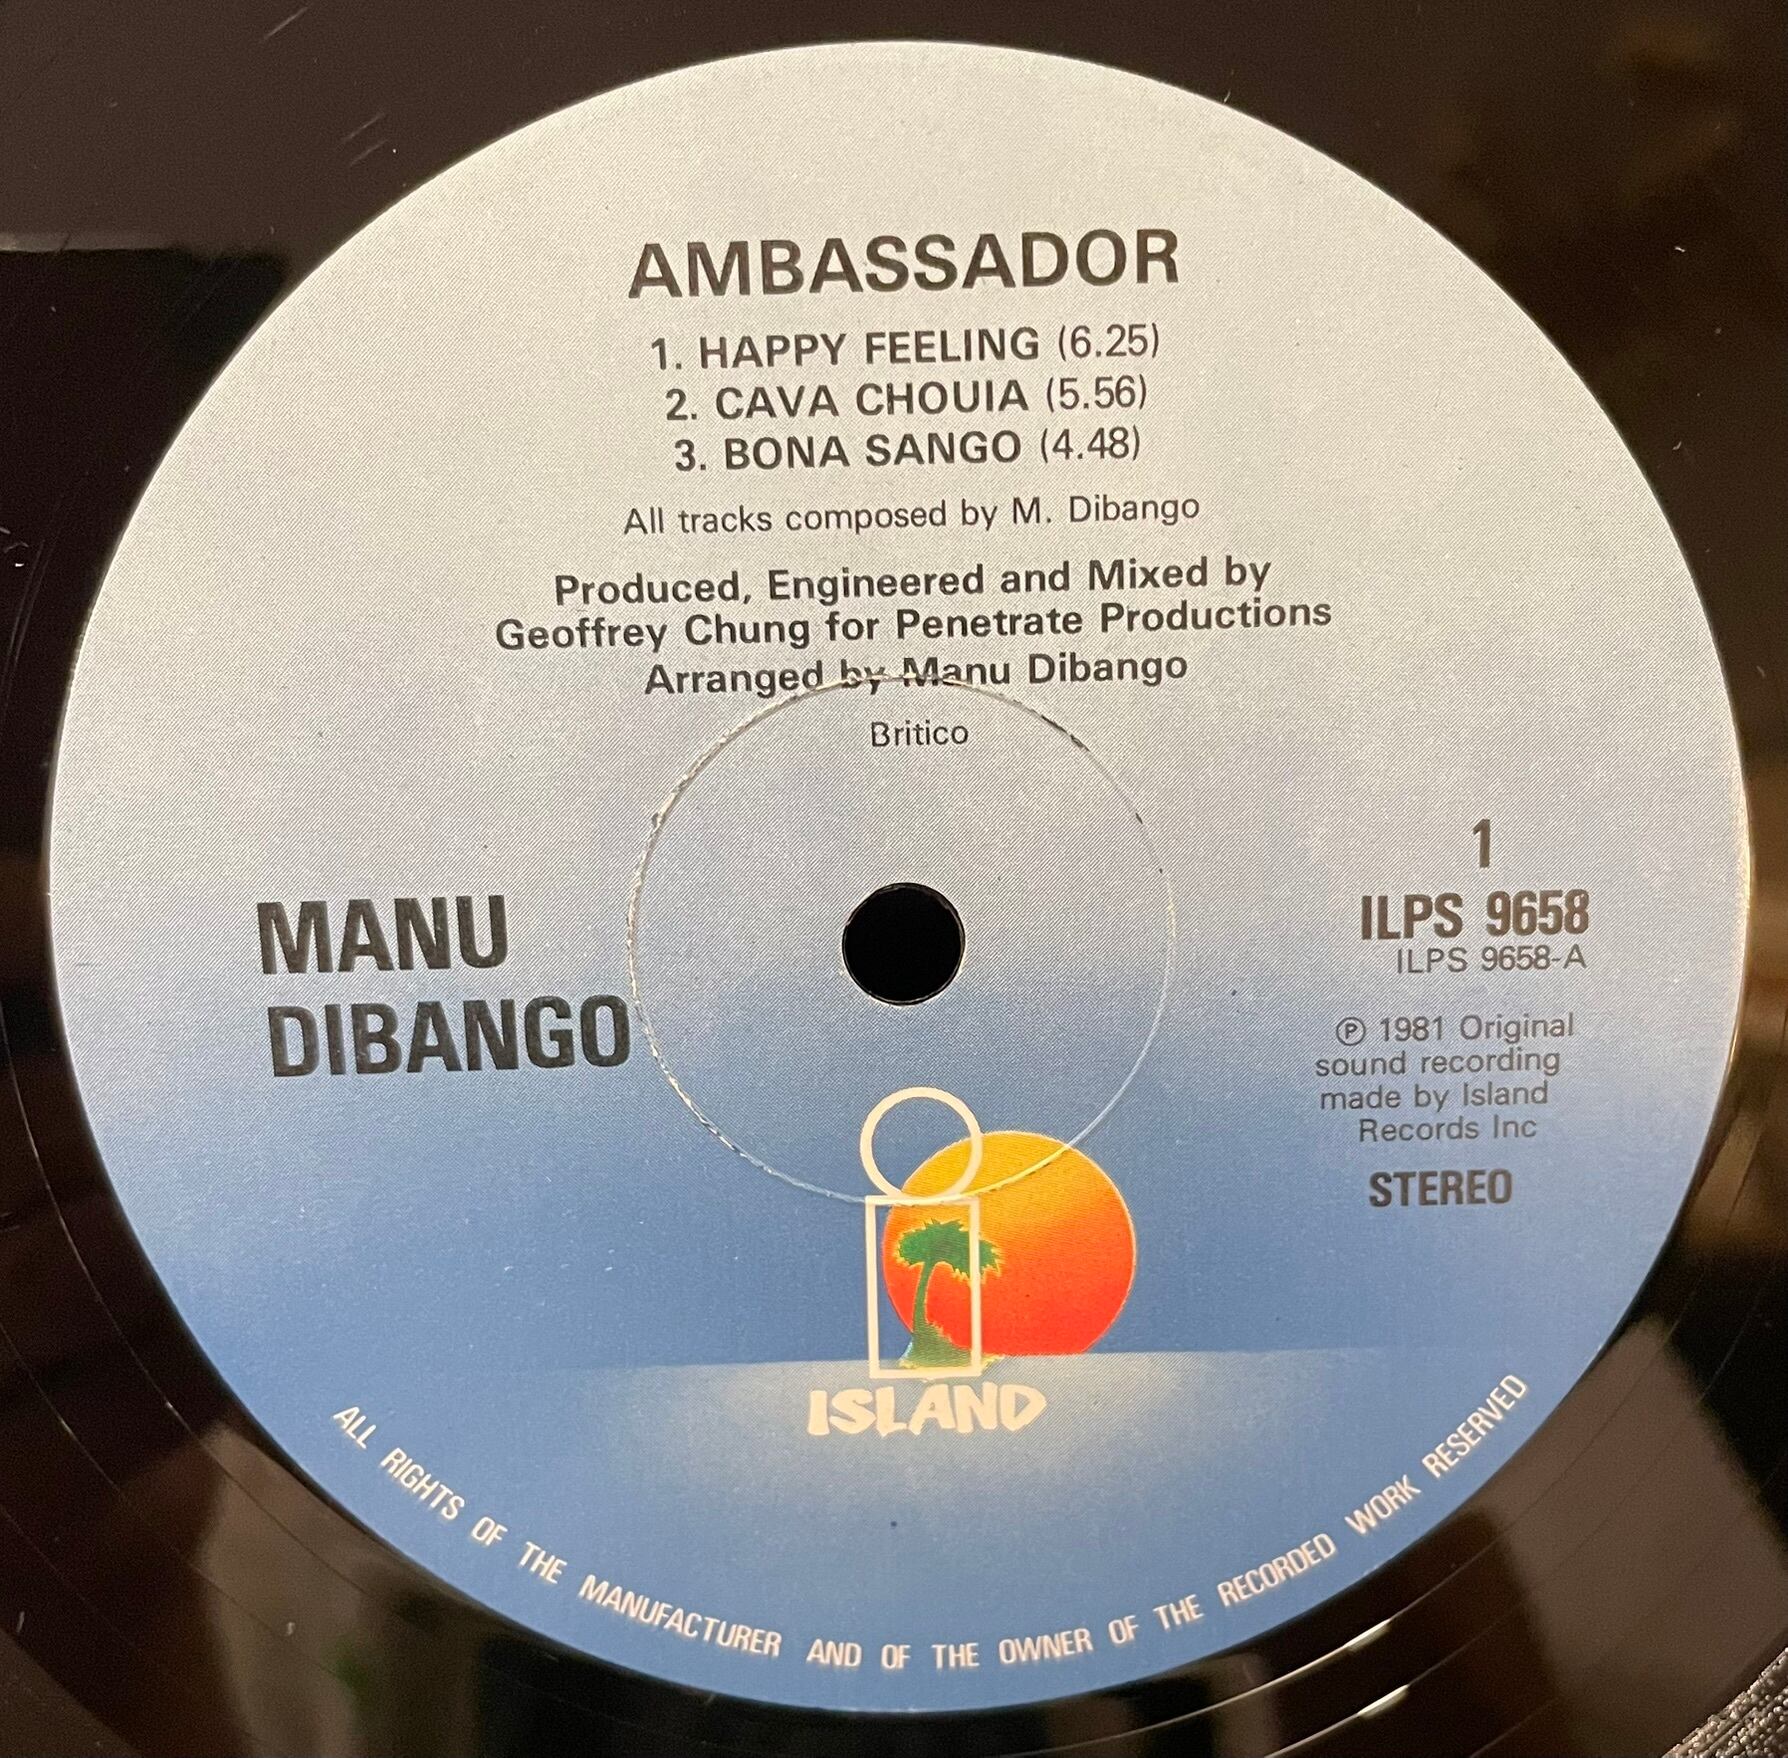 AMBASSADOR
1. HAPPY FEELING (6.25)
2. CAVA CHOUIA (5.56)
3. BONA SANGO (4.48)
All tracks composed by M. Dibango
Produced, Engineered and Mixed by
Geoffrey Chung for Penetrate Productions
Arranged by Manu Dibango
Britico
MANU
DIBANGO
1
ILPS 9658
ILPS 9658-A
℗ 1981 Original
sound recording
made by Island
Records Inc
STEREO
ISLAND
ALL RIGHTS OF THE MANUFACTURER AND OF THE OWNER OF THE RECORDED WORK RESERVED